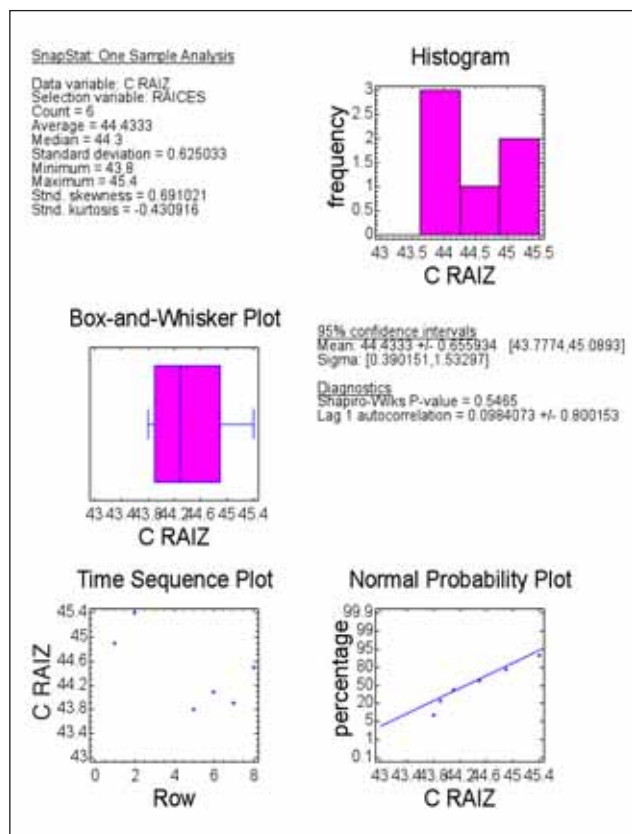 SnapStat: One Sample Analysis
Data variable: C RAIZ
Selection variable: RAICES
Count = 6
Average = 44.4333
Median = 44.3
Standard deviation = 0.625033
Minimum = 43.8
Maximum = 45.4
Stnd. skewness = 0.691021
Stnd. kurtosis = -0.430916
Histogram
frequency
3
2.5
2
1.5
1
0.5
0
43 43.5 44 44.5 45 45.5
C RAIZ
Box-and-Whisker Plot
43 43.4 43.8 44.2 44.6 45 45.4
C RAIZ
95% confidence intervals
Mean: 44.4333 +/- 0.655934 [43.7774,45.0893]
Sigma: [0.390151,1.53297]
Diagnostics
Shapiro-Wilks P-value = 0.5465
Lag 1 autocorrelation = 0.0984073 +/- 0.800153
Time Sequence Plot
C RAIZ
45.4
45
44.6
44.2
43.8
43.4
43
0 2 4 6 8
Row
Normal Probability Plot
percentage
99.9
99
95
80
50
20
5
1
0.1
43 43.4 43.8 44.2 44.6 45 45.4
C RAIZ